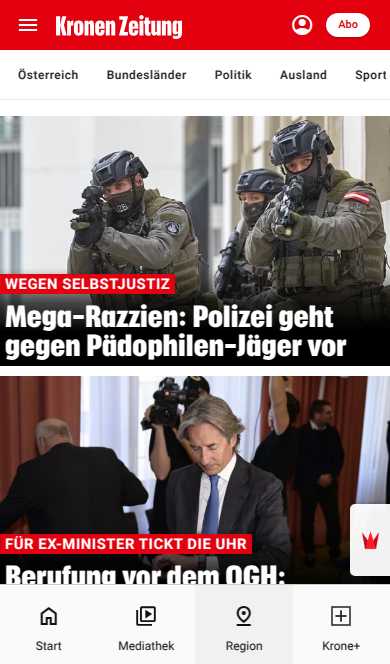 Kronen Zeitung
Abo
Österreich Bundesländer Politik Ausland Sport
WEGEN SELBSTJUSTIZ
Mega-Razzien: Polizei geht
gegen Pädophilen-Jäger vor
FÜR EX-MINISTER TICKT DIE UHR
Berufung vor dem OGH:
Start Mediathek Region Krone+